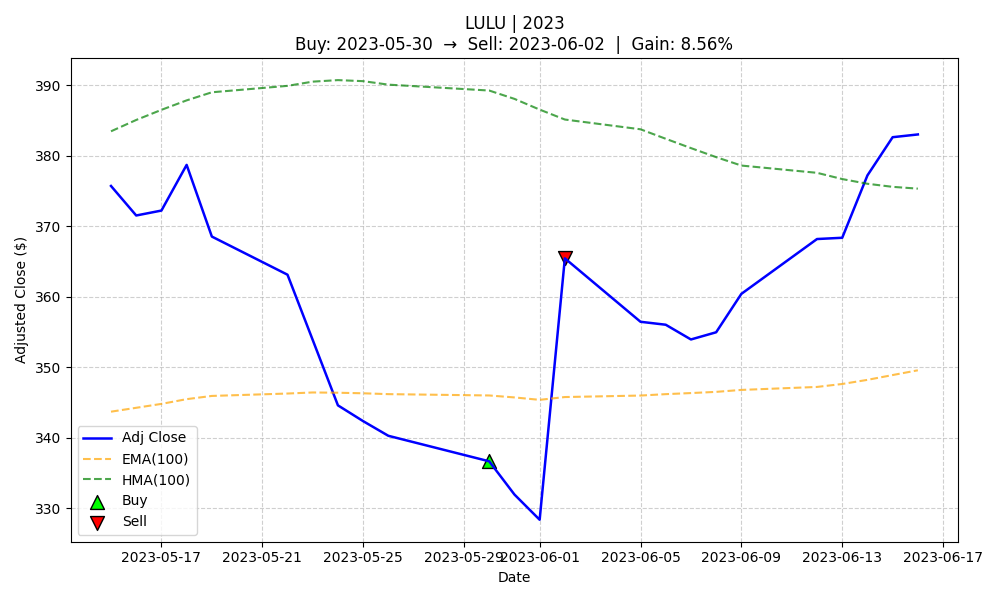 LULU | 2023
Buy: 2023-05-30 → Sell: 2023-06-02 | Gain: 8.56%
Adjusted Close ($)
390
380
370
360
350
340
330
Adj Close
EMA(100)
HMA(100)
Buy
Sell
2023-05-17 2023-05-21 2023-05-25 2023-05-29 2023-06-01 2023-06-05 2023-06-09 2023-06-13 2023-06-17
Date